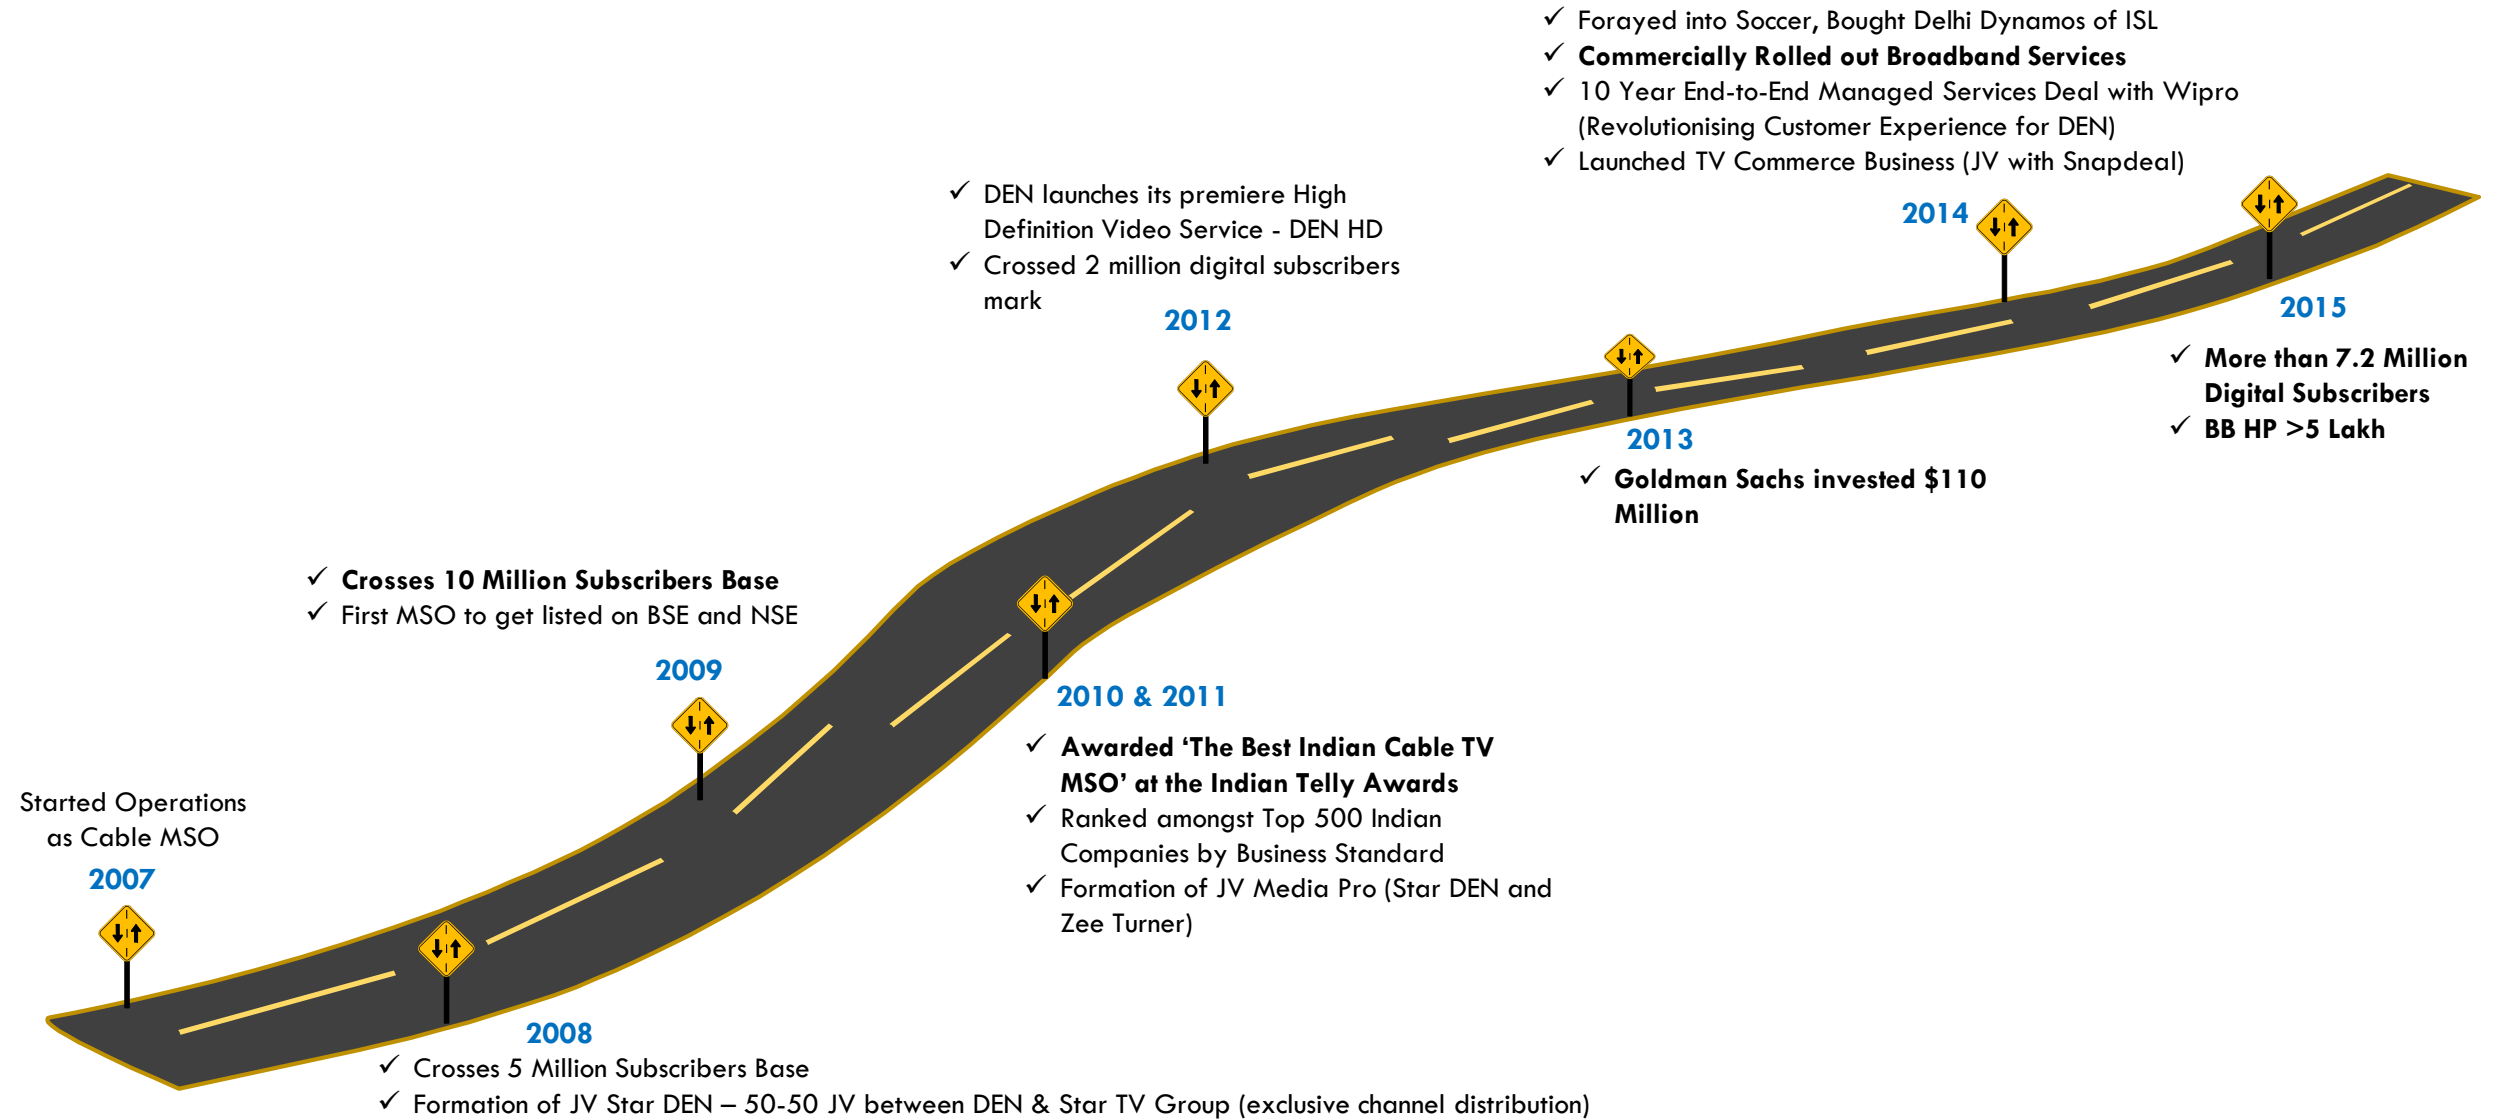 Started Operations
as Cable MSO
2007
2008
✓ Crosses 5 Million Subscribers Base
✓ Formation of JV Star DEN – 50-50 JV between DEN & Star TV Group (exclusive channel distribution)
✓ Crosses 10 Million Subscribers Base
✓ First MSO to get listed on BSE and NSE
2009
2010 & 2011
✓ Awarded ‘The Best Indian Cable TV
MSO’ at the Indian Telly Awards
✓ Ranked amongst Top 500 Indian
Companies by Business Standard
✓ Formation of JV Media Pro (Star DEN and
Zee Turner)
✓ DEN launches its premiere High
Definition Video Service - DEN HD
✓ Crossed 2 million digital subscribers
mark
2012
2013
✓ Goldman Sachs invested $110
Million
✓ Forayed into Soccer, Bought Delhi Dynamos of ISL
✓ Commercially Rolled out Broadband Services
✓ 10 Year End-to-End Managed Services Deal with Wipro
(Revolutionising Customer Experience for DEN)
✓ Launched TV Commerce Business (JV with Snapdeal)
2014
2015
✓ More than 7.2 Million
Digital Subscribers
✓ BB HP >5 Lakh